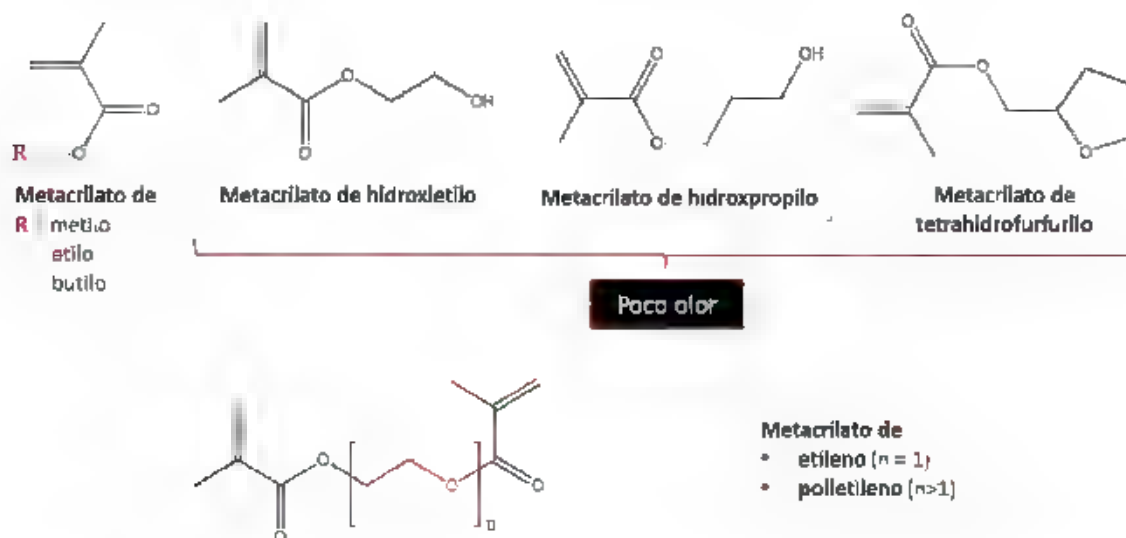 O
O
R
O
Metacrilato de
R metilo
etilo
butilo
O
OH
O
Metacrilato de hidroxietilo
O
O
OH
Metacrilato de hidroxpropilo
O
O
O
Metacrilato de
tetrahidrofurfurilo
Poco olor
O
O
O
O
n
Metacrilato de
• etileno (n = 1)
• polietileno (n>1)